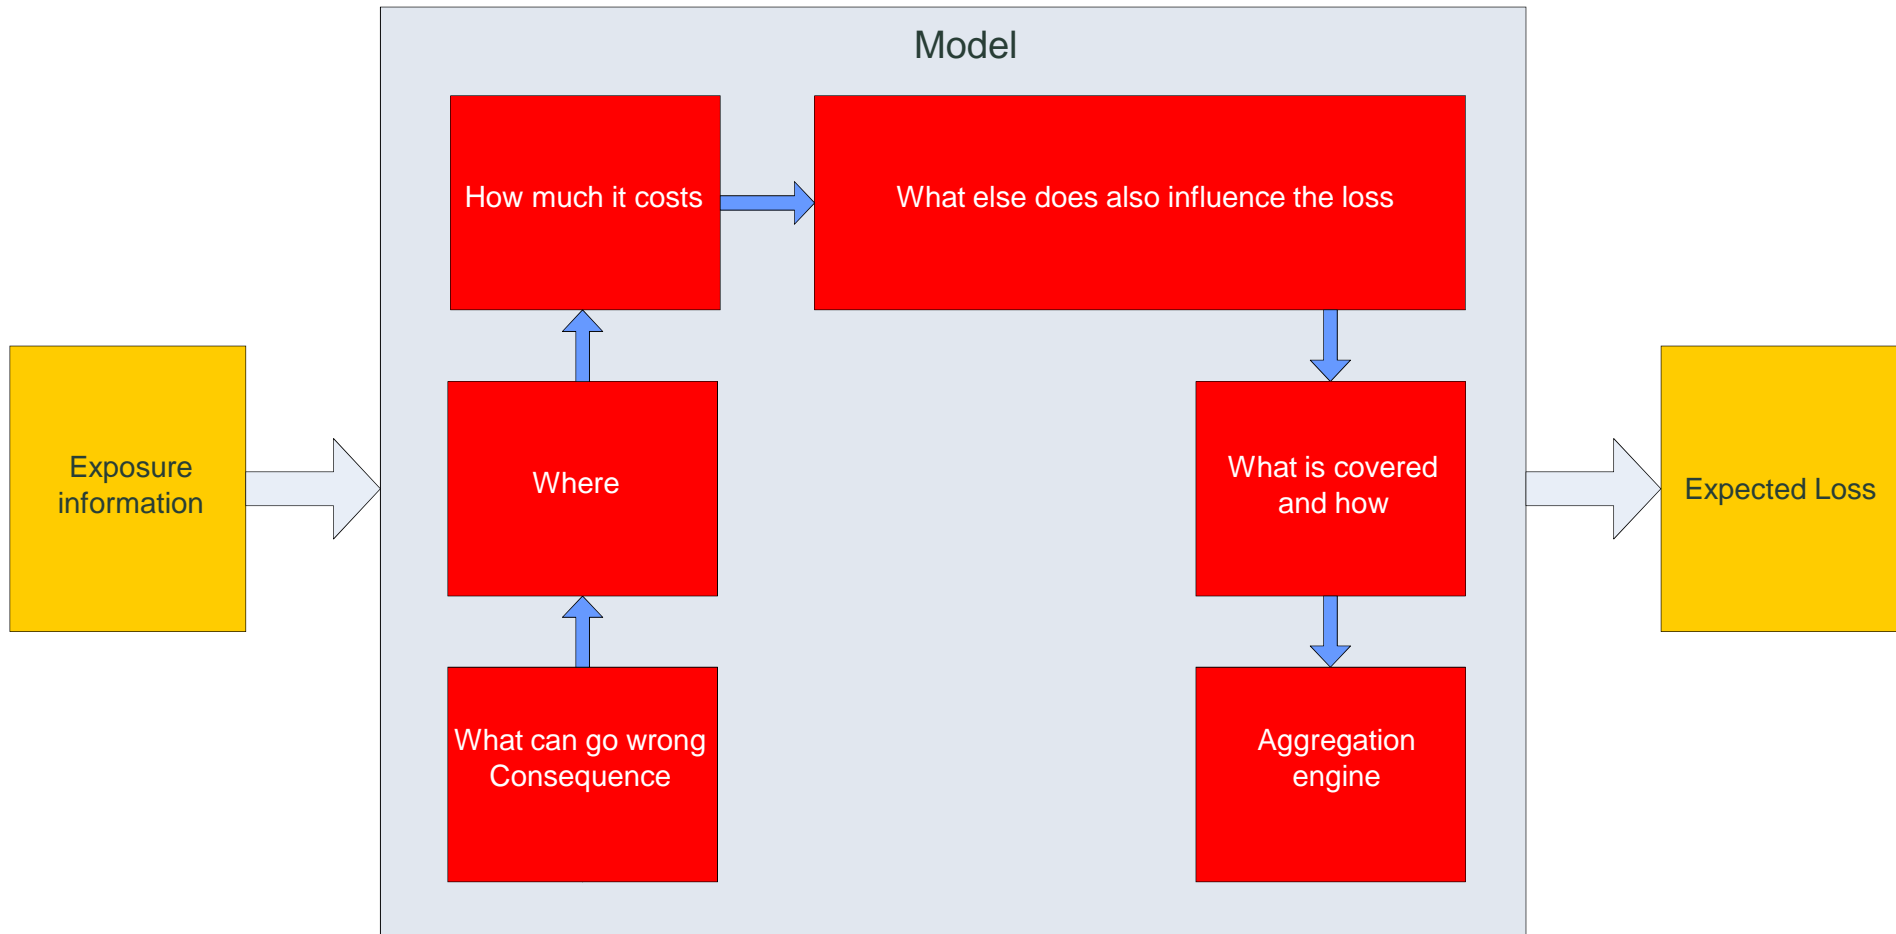 Model
How much it costs
What else does also influence the loss
Exposure
information
Where
What is covered
and how
Expected Loss
What can go wrong
Consequence
Aggregation
engine